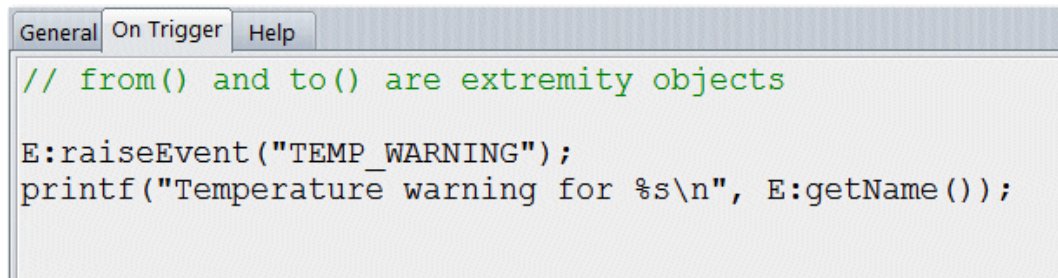 General On Trigger Help
// from() and to() are extremity objects
E:raiseEvent("TEMP_WARNING");
printf("Temperature warning for %s\n", E:getName());